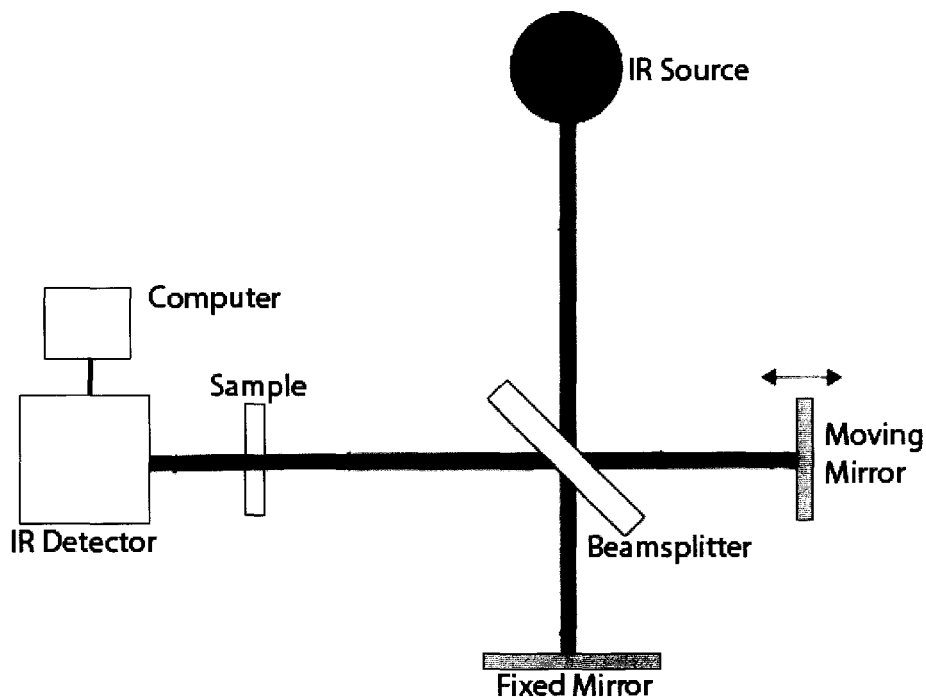 IR Source
Computer
Sample
Moving
Mirror
IR Detector
Beamsplitter
Fixed Mirror